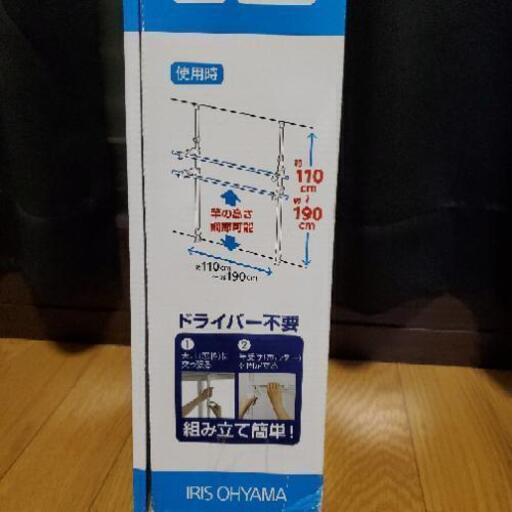 使用時
約
110
cm
約 〜
190
cm
竿の高さ
調節可能
約110cm
〜約190cm
ドライバー不要
1
2
組み立て簡単!
IRIS OHYAMA